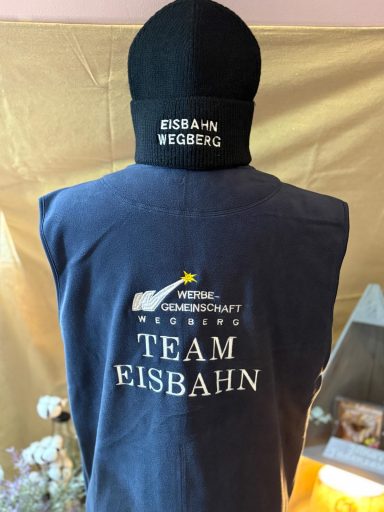 EISBAHN
WEGBERG
WERBE-
GEMEINSCHAFT
WEGBERG
TEAM
EISBAHN